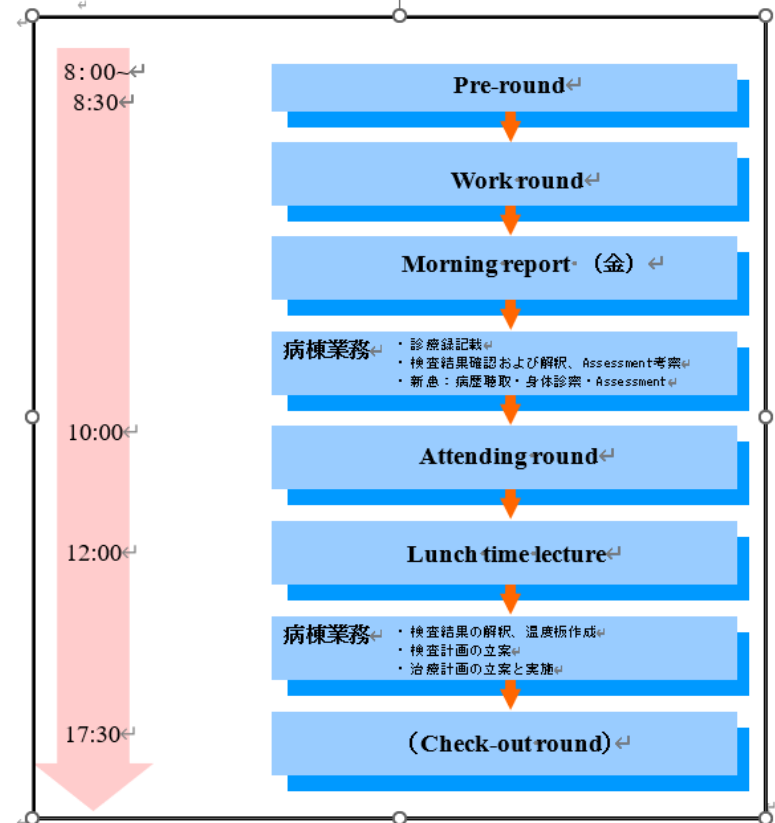 8:00~
8:30
Pre-round
Work round
Morning report （金）
病棟業務
・診療録記載
・検査結果確認および解釈、Assessment考察
・新患：病歴聴取・身体診察・Assessment
10:00
Attending round
12:00
Lunch time lecture
病棟業務
・検査結果の解釈、温度板作成
・検査計画の立案
・治療計画の立案と実施
17:30
（Check-out round）